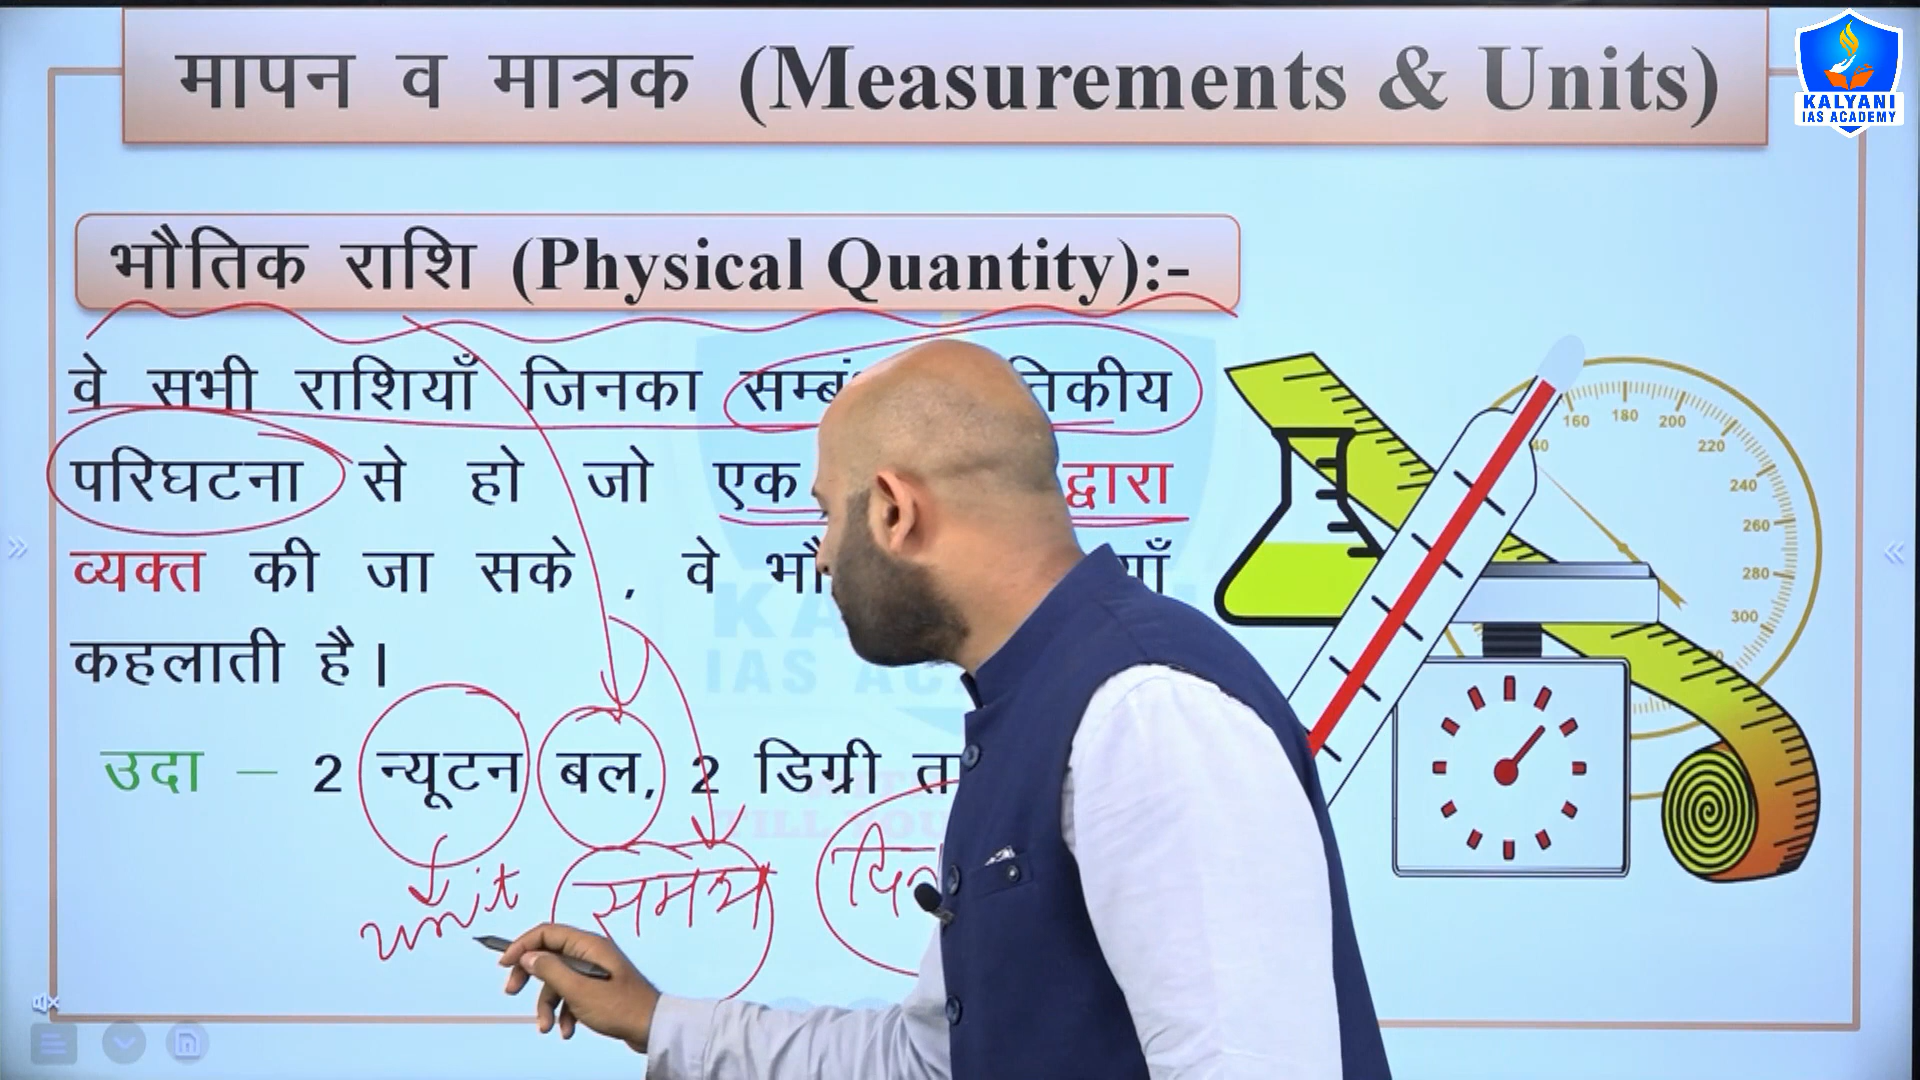 मापन व मात्रक (Measurements & Units)
KALYANI
IAS ACADEMY
भौतिक राशि (Physical Quantity):-
वे सभी राशियाँ जिनका
परिघटना से हो जो एक द्वारा
व्यक्त की जा सके , वे
कहलाती है।
उदा – 2 न्यूटन बल, 2 डिग्री
unit समय
160 180 200 220 240 260 280 300